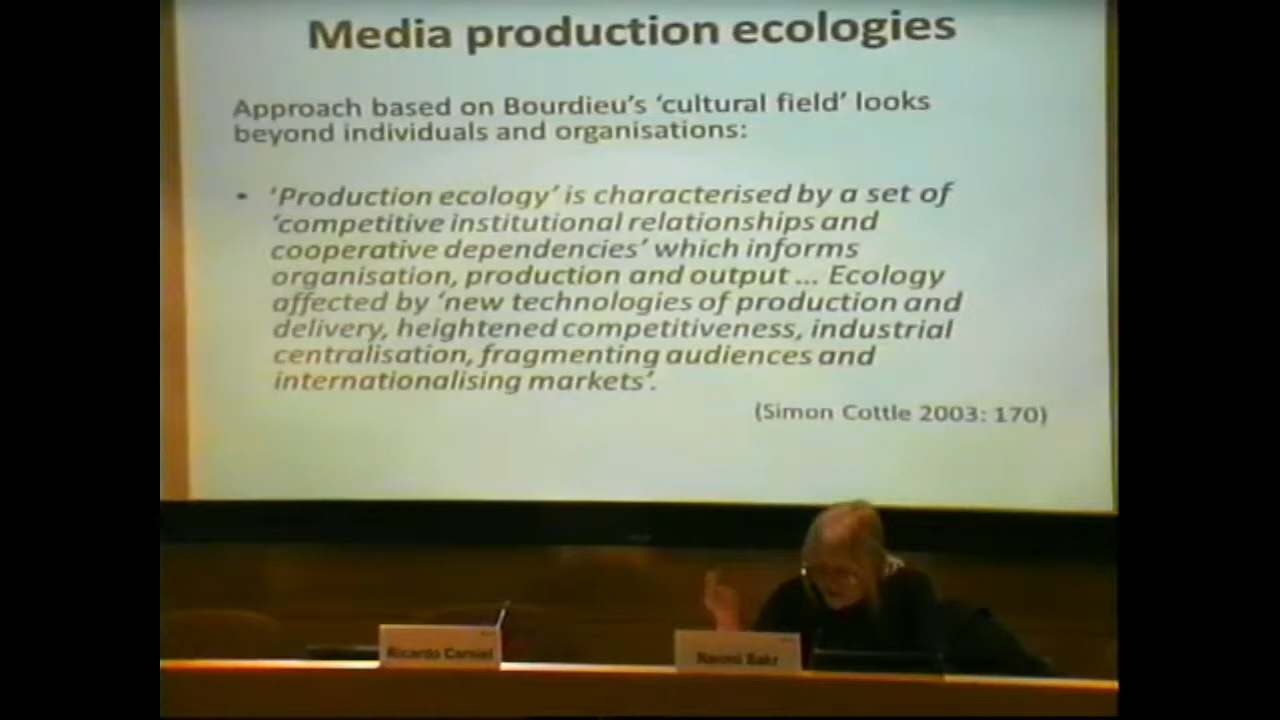 Media production ecologies
Approach based on Bourdieu's 'cultural field' looks
beyond individuals and organisations:
• 'Production ecology' is characterised by a set of
'competitive institutional relationships and
cooperative dependencies' which informs
organisation, production and output ... Ecology
affected by 'new technologies of production and
delivery, heightened competitiveness, industrial
centralisation, fragmenting audiences and
internationalising markets'.
(Simon Cottle 2003: 170)
Ricardo Carniel
Naomi Sakr